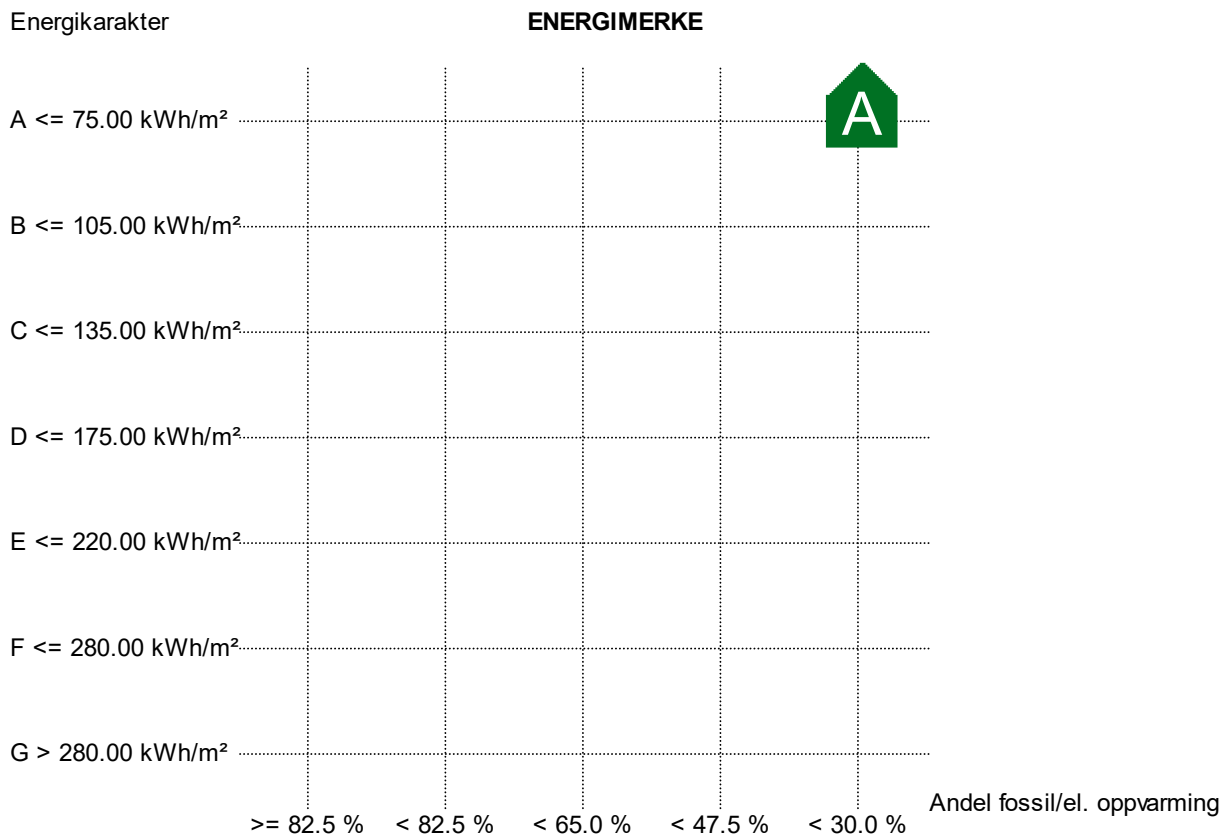 Energikarakter ENERGIMERKE
A
A <= 75.00 kWh/m²
B <= 105.00 kWh/m²
C <= 135.00 kWh/m²
D <= 175.00 kWh/m²
E <= 220.00 kWh/m²
F <= 280.00 kWh/m²
G > 280.00 kWh/m²
Andel fossil/el. oppvarming
>= 82.5 % < 82.5 % < 65.0 % < 47.5 % < 30.0 %